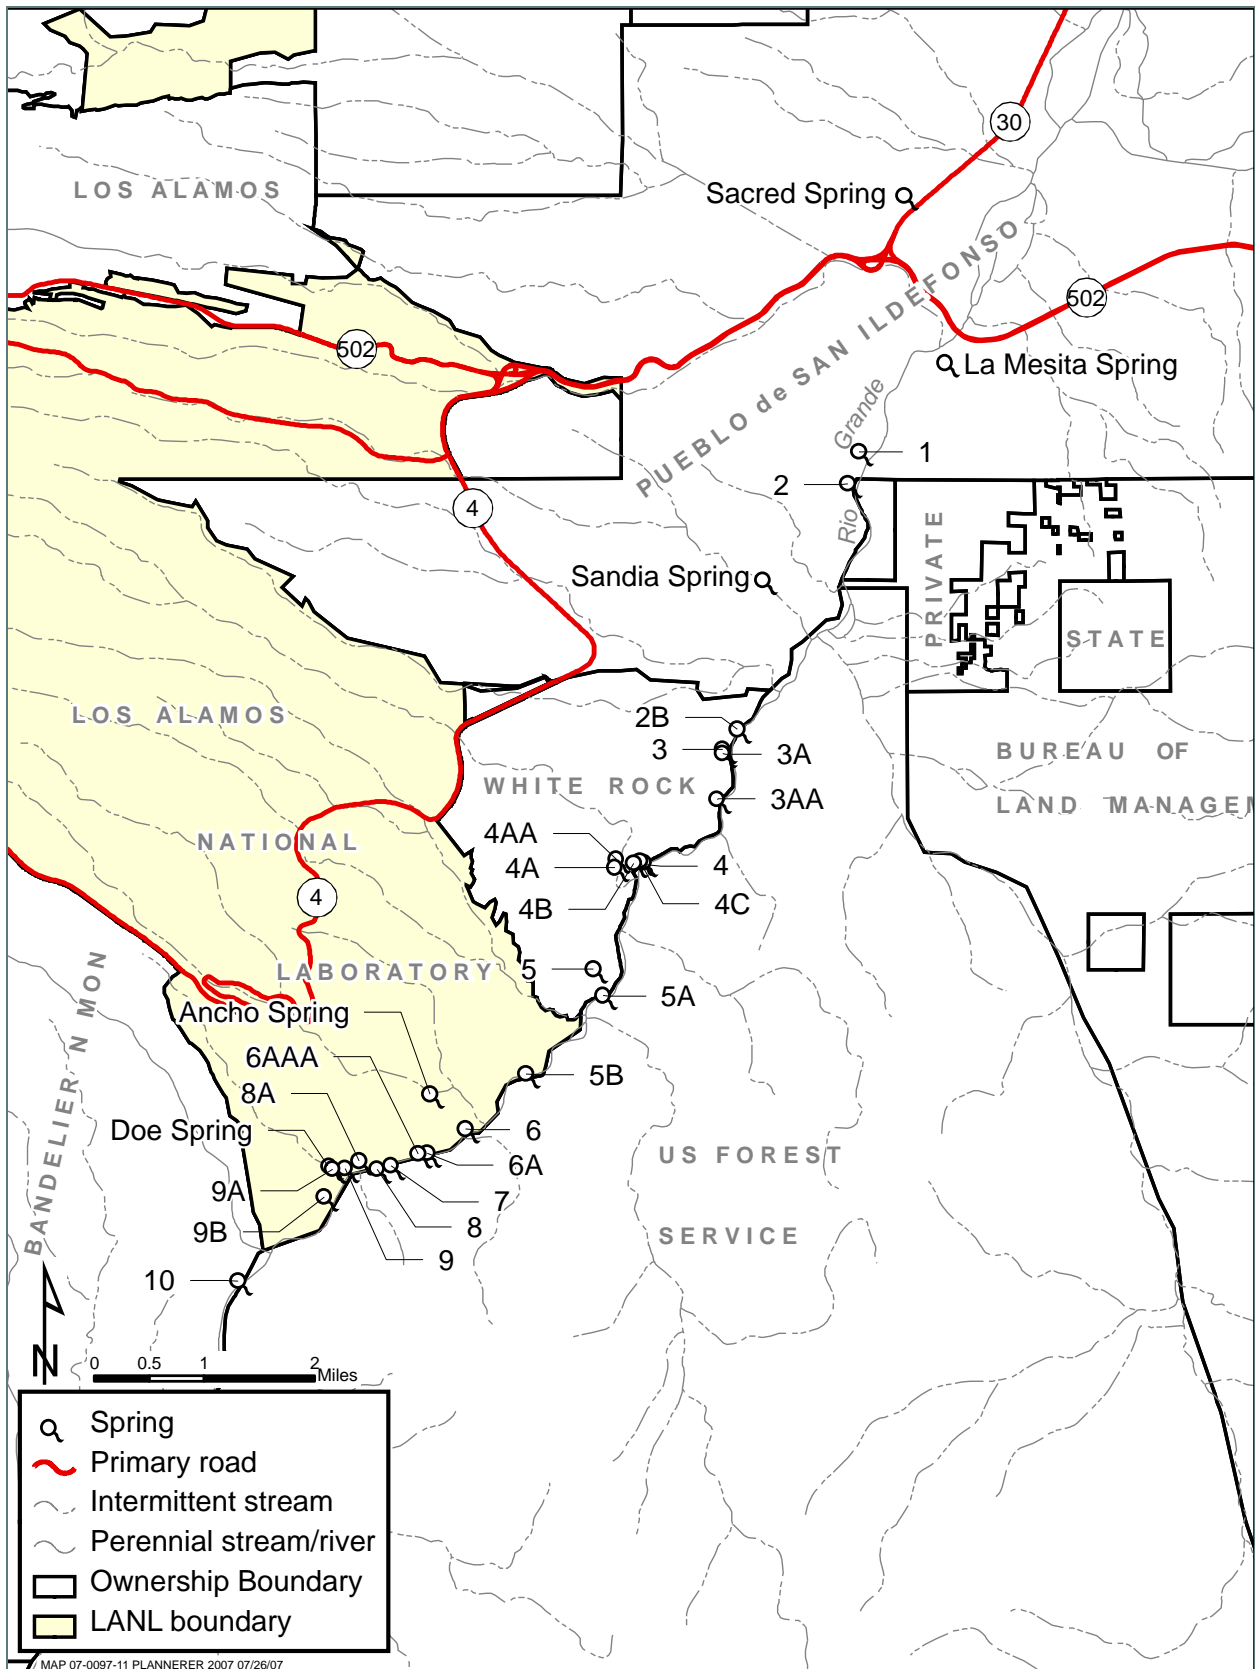 30
LOS ALAMOS
Sacred Spring
PUEBLO de SAN ILDEFONSO
502
502
La Mesita Spring
Rio Grande
1
2
4
PRIVATE
Sandia Spring
STATE
LOS ALAMOS
2B
3
3A
BUREAU OF
WHITE ROCK
3AA
LAND MANAGEM
NATIONAL
4AA
4A
4
4
4B
4C
BANDELIER N MON
LABORATORY
5
5A
Ancho Spring
6AAA
5B
8A
Doe Spring
6
US FOREST
6A
9A
7
9B
8
SERVICE
9
10
N
0 0.5 1 2
Miles
Spring
Primary road
Intermittent stream
Perennial stream/river
Ownership Boundary
LANL boundary
MAP 07-0097-11 PLANNERER 2007 07/26/07